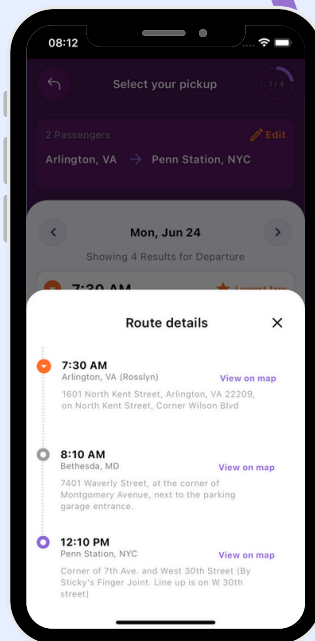 08:12
Select your pickup
1 / 4
2 Passengers
Edit
Arlington, VA → Penn Station, NYC
Mon, Jun 24
Showing 4 Results for Departure
7:30 AM
Lowest fare
Route details
7:30 AM
Arlington, VA (Rosslyn)
View on map
1601 North Kent Street, Arlington, VA 22209,
on North Kent Street, Corner Wilson Blvd
8:10 AM
Bethesda, MD
View on map
7401 Waverly Street, at the corner of
Montgomery Avenue, next to the parking
garage entrance.
12:10 PM
Penn Station, NYC
View on map
Corner of 7th Ave. and West 30th Street (By
Sticky's Finger Joint. Line up is on W 30th
street)